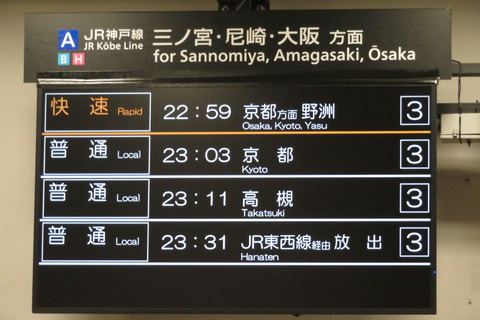 A JR神戸線 三ノ宮・尼崎・大阪 方面
B H JR Kōbe Line for Sannomiya, Amagasaki, Ōsaka
快速 Rapid 22:59 京都方面 野洲 3
Osaka, Kyoto, Yasu
普通 Local 23:03 京都 3
Kyoto
普通 Local 23:11 高槻 3
Takatsuki
普通 Local 23:31 JR東西線経由 放出 3
Hanaten